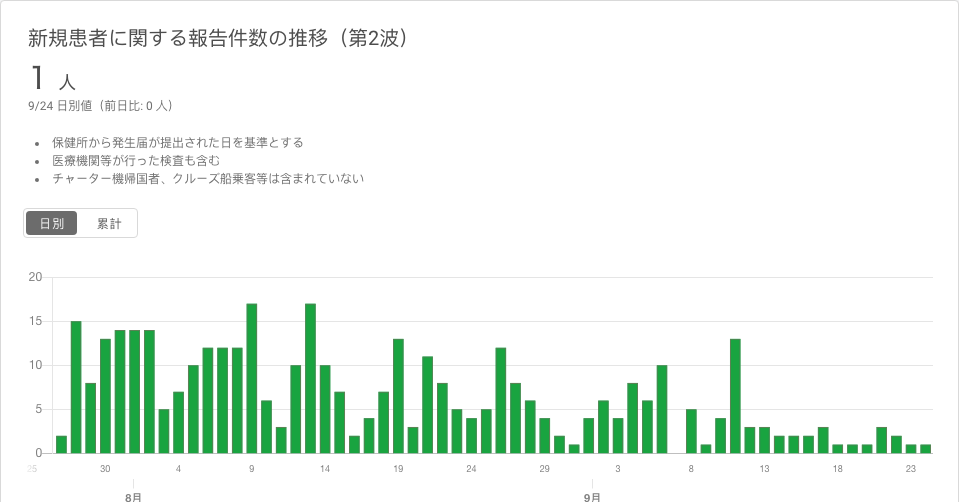 新規患者に関する報告件数の推移（第2波）
1 人
9/24 日別値（前日比: 0 人）
保健所から発生届が提出された日を基準とする
医療機関等が行った検査も含む
チャーター機帰国者、クルーズ船乗客等は含まれていない
日別 累計
20
15
10
5
0
25 30 4 9 14 19 24 29 3 8 13 18 23
8月 9月